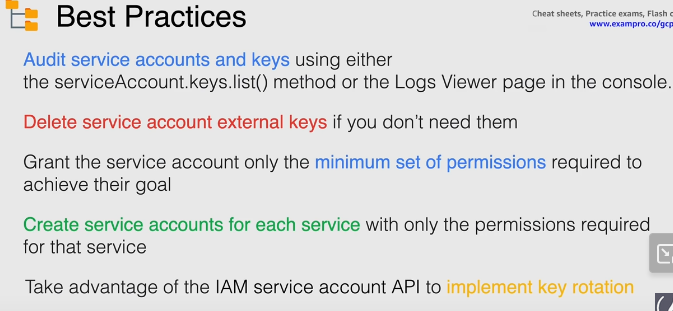 Best Practices
Cheat sheets, Practice exams, Flash
www.exampro.co/gcp
Audit service accounts and keys using either
the serviceAccount.keys.list() method or the Logs Viewer page in the console.
Delete service account external keys if you don't need them
Grant the service account only the minimum set of permissions required to
achieve their goal
Create service accounts for each service with only the permissions required
for that service
Take advantage of the IAM service account API to implement key rotation